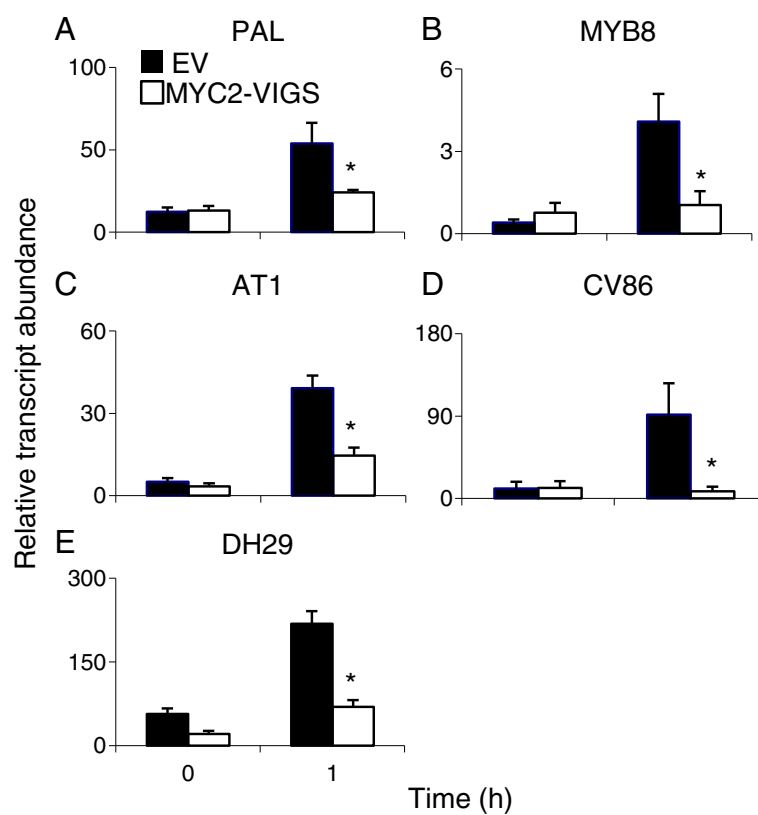 A PAL
EV
MYC2-VIGS
100
50
0
*
B MYB8
6
3
0
*
C AT1
60
30
0
*
D CV86
180
90
0
*
E DH29
300
150
0
*
0 1
Time (h)
Relative transcript abundance